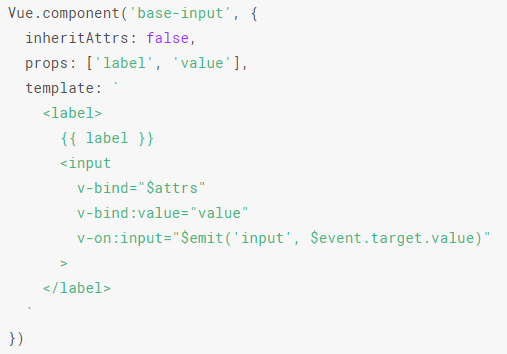 Vue.component('base-input', {
  inheritAttrs: false,
  props: ['label', 'value'],
  template: `
    <label>
      {{ label }}
      <input
        v-bind="$attrs"
        v-bind:value="value"
        v-on:input="$emit('input', $event.target.value)"
      >
    </label>
  `
})